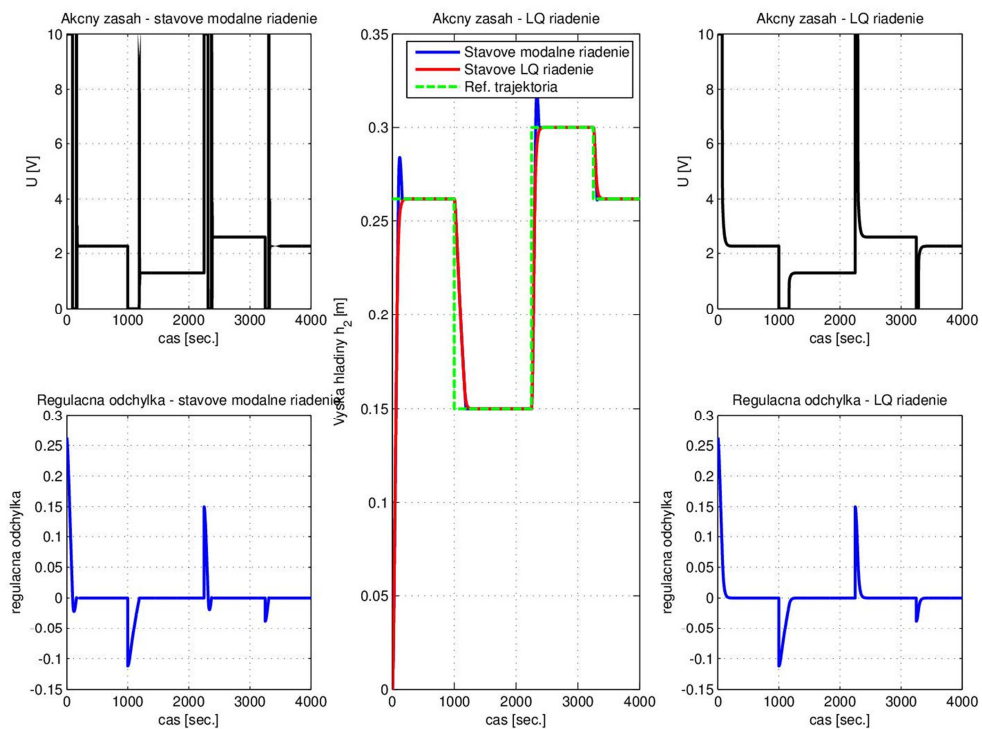 Akcny zasah - stavove modalne riadenie
10
8
6
4
2
0
U [V]
0 1000 2000 3000 4000
cas [sec.]
Regulacna odchylka - stavove modalne riadenie
0.3
0.25
0.2
0.15
0.1
0.05
0
-0.05
-0.1
-0.15
regulacna odchylka
0 1000 2000 3000 4000
cas [sec.]
Akcny zasah - LQ riadenie
Stavove modalne riadenie
Stavove LQ riadenie
Ref. trajektoria
0.35
0.3
0.25
0.2
0.15
0.1
0.05
0
Vyska hladiny h2 [m]
0 1000 2000 3000 4000
cas [sec.]
Akcny zasah - LQ riadenie
10
8
6
4
2
0
U [V]
0 1000 2000 3000 4000
cas [sec.]
Regulacna odchylka - LQ riadenie
0.3
0.25
0.2
0.15
0.1
0.05
0
-0.05
-0.1
-0.15
regulacna odchylka
0 1000 2000 3000 4000
cas [sec.]